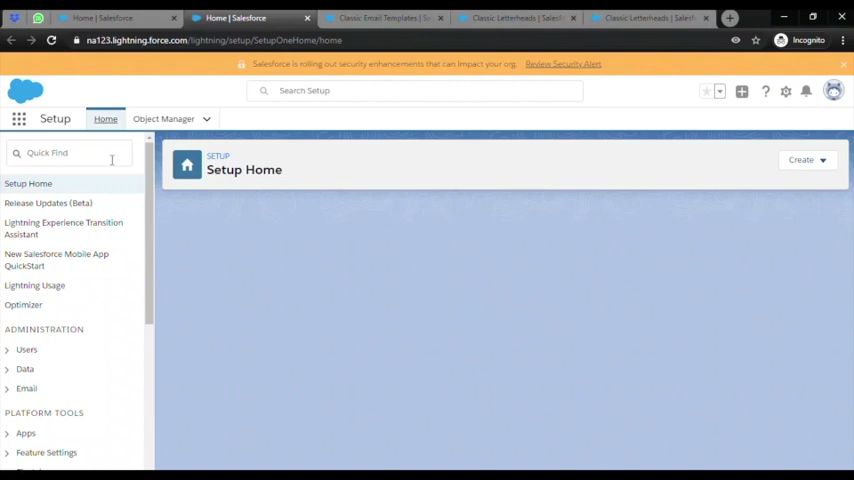 Home | Salesforce
Home | Salesforce
Classic Email Templates | Sa
Classic Letterheads | Salesf
Classic Letterheads | Salesf
na123.lightning.force.com/lightning/setup/SetupOneHome/home
Incognito
Salesforce is rolling out security enhancements that can impact your org. Review Security Alert
Search Setup
Setup Home Object Manager
Quick Find
SETUP
Setup Home
Create
Setup Home
Release Updates (Beta)
Lightning Experience Transition
Assistant
New Salesforce Mobile App
QuickStart
Lightning Usage
Optimizer
ADMINISTRATION
Users
Data
Email
PLATFORM TOOLS
Apps
Feature Settings